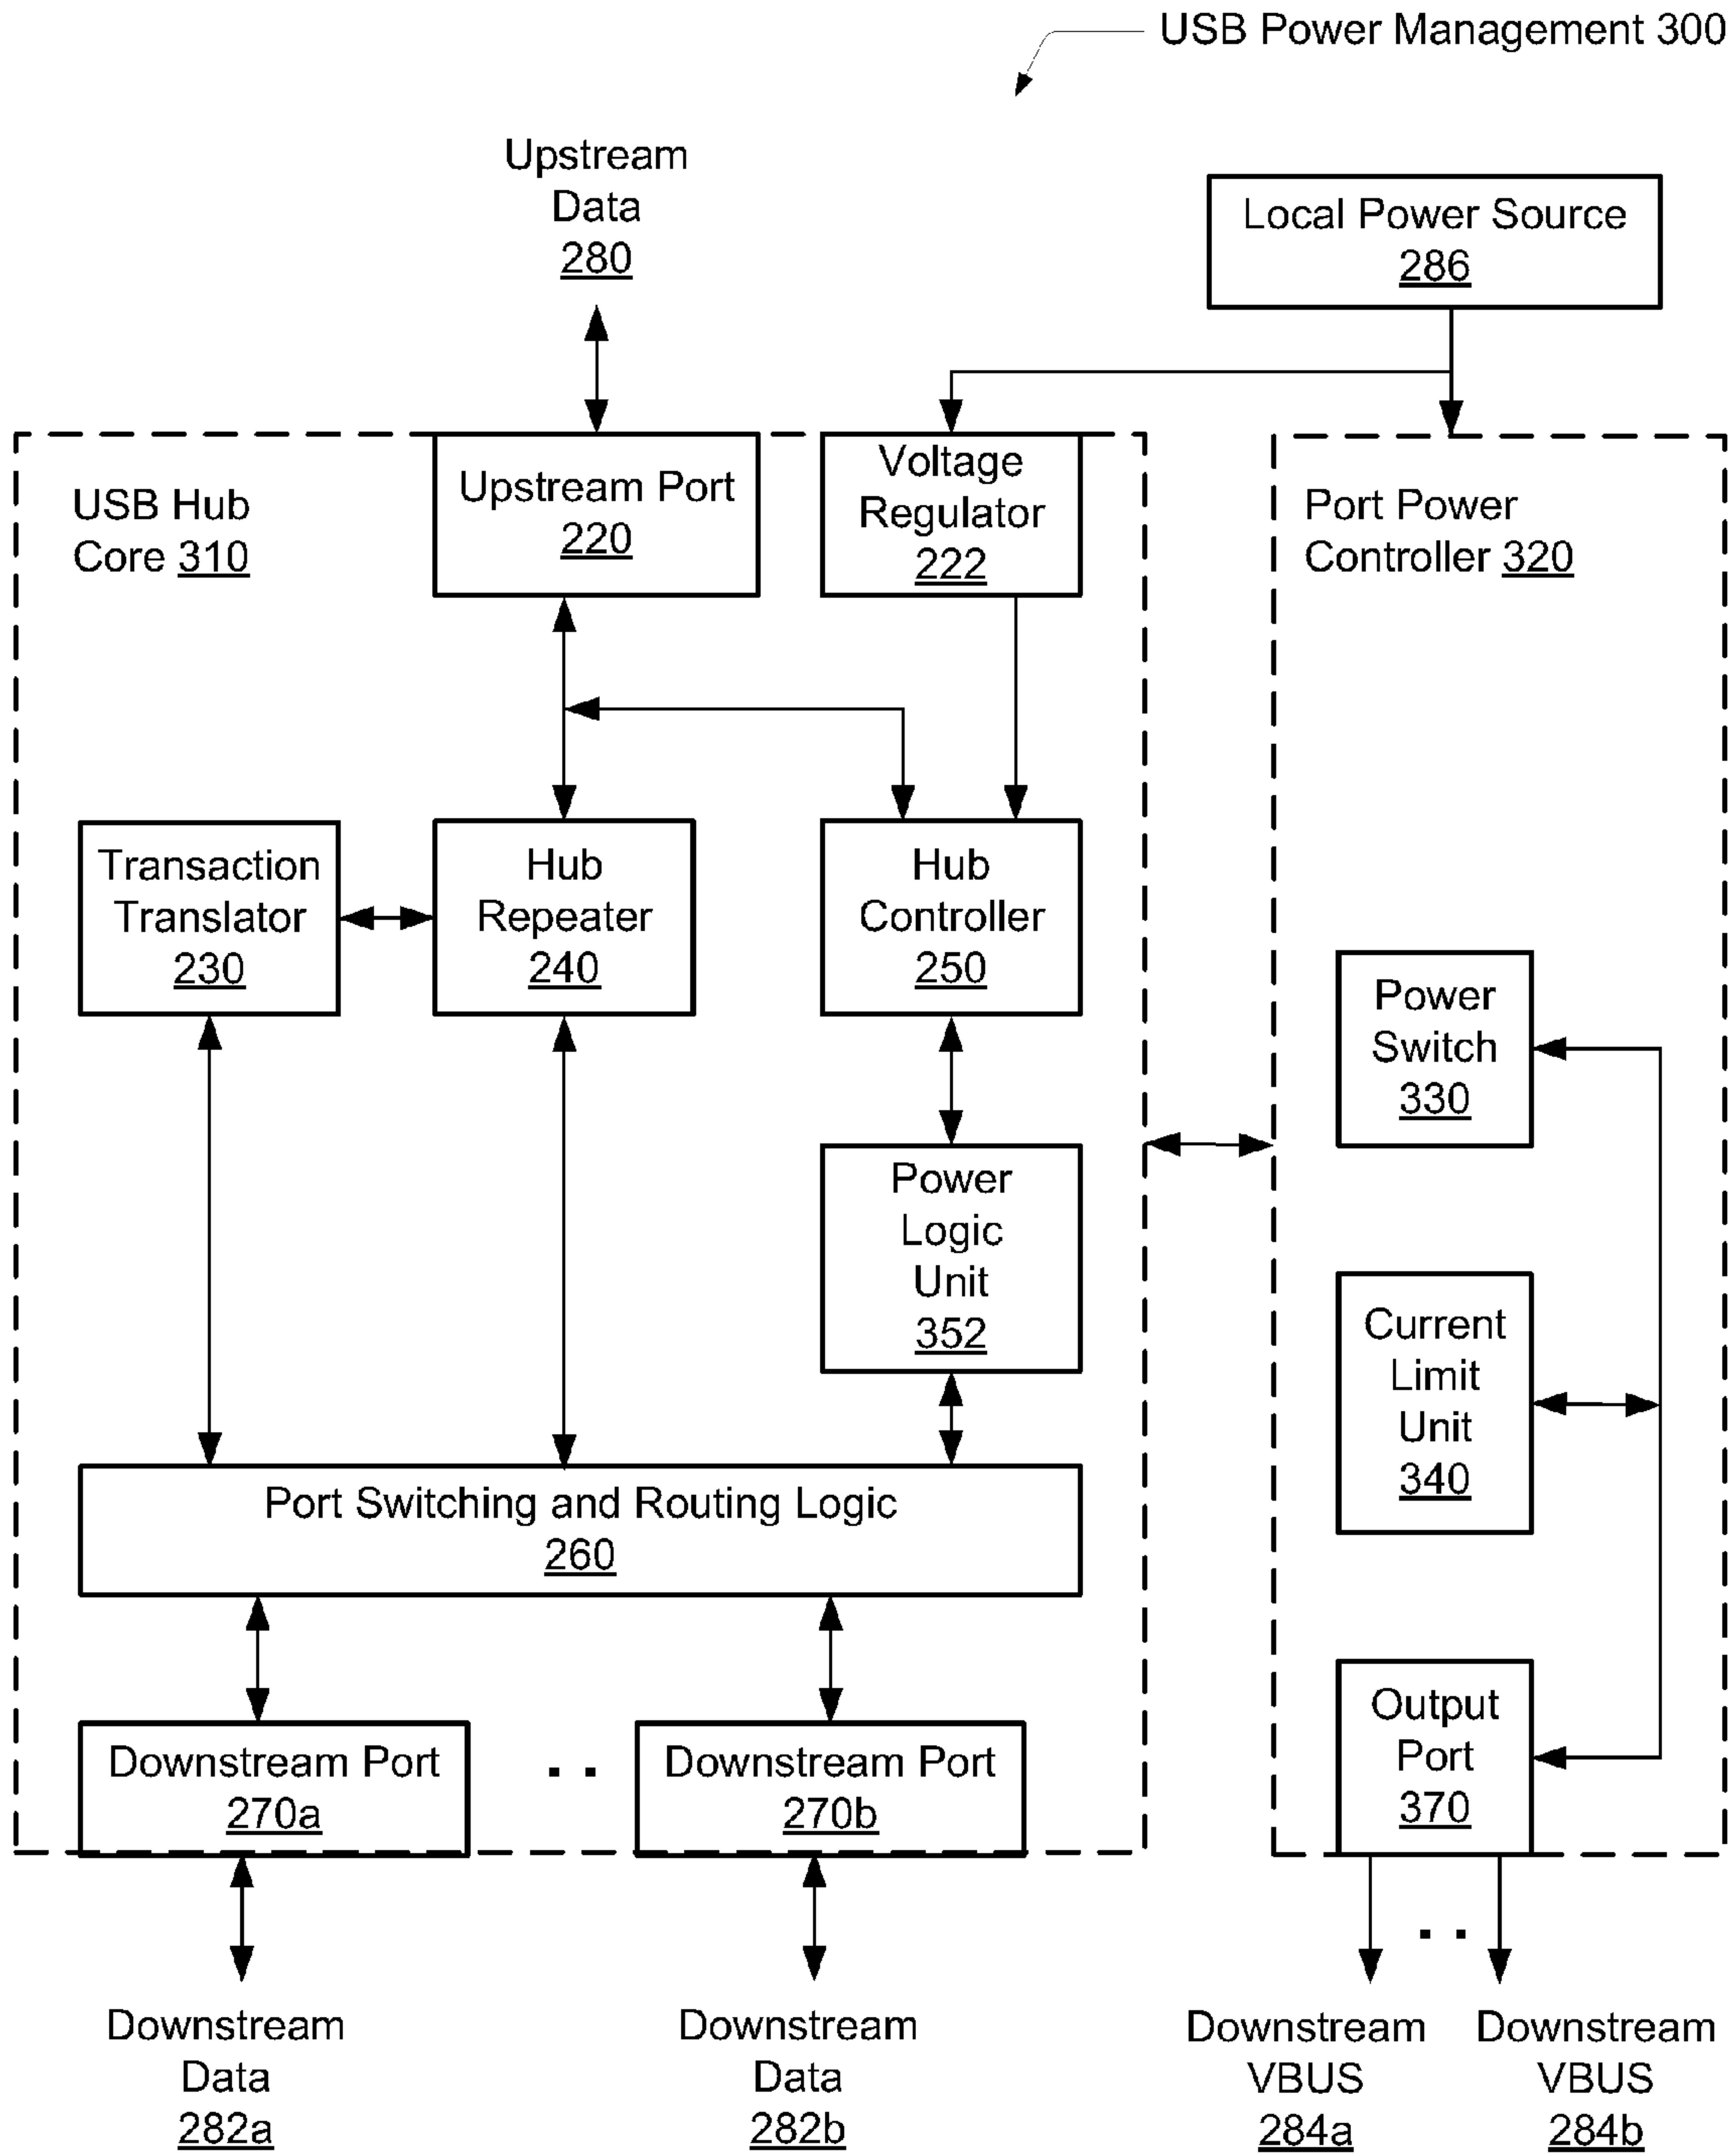 USB Power Management 300
Upstream
Data
280
Local Power Source
286
USB Hub
Core 310
Upstream Port
220
Voltage
Regulator
222
Port Power
Controller 320
Transaction
Translator
230
Hub
Repeater
240
Hub
Controller
250
Power
Switch
330
Power
Logic
Unit
352
Current
Limit
Unit
340
Port Switching and Routing Logic
260
Downstream Port
270a
. .
Downstream Port
270b
Output
Port
370
. .
Downstream
Data
282a
Downstream
Data
282b
Downstream
VBUS
284a
Downstream
VBUS
284b